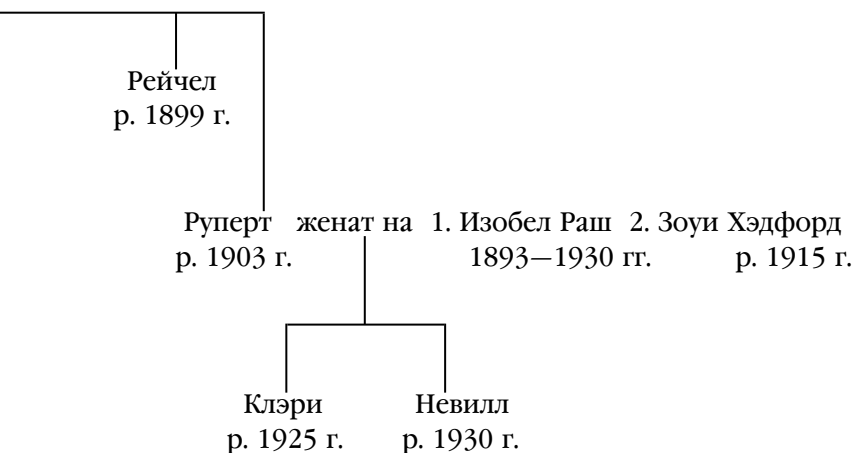 Рейчел
р. 1899 г.
Руперт женат на 1. Изобел Раш 2. Зоуи Хэдфорд
р. 1903 г. 1893—1930 гг. р. 1915 г.
Клэри Невилл
р. 1925 г. р. 1930 г.